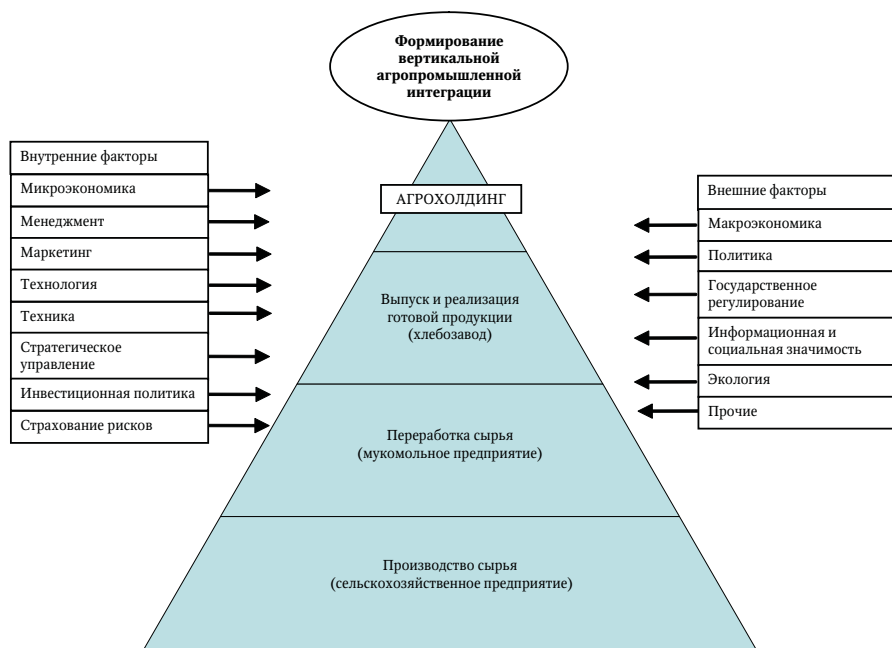 Формирование
вертикальной
агропромышленной
интеграции
Внутренние факторы
Микроэкономика
Менеджмент
Маркетинг
Технология
Техника
Стратегическое
управление
Инвестиционная политика
Страхование рисков
АГРОХОЛДИНГ
Выпуск и реализация
готовой продукции
(хлебозавод)
Переработка сырья
(мукомольное предприятие)
Производство сырья
(сельскохозяйственное предприятие)
Внешние факторы
Макроэкономика
Политика
Государственное
регулирование
Информационная и
социальная значимость
Экология
Прочие